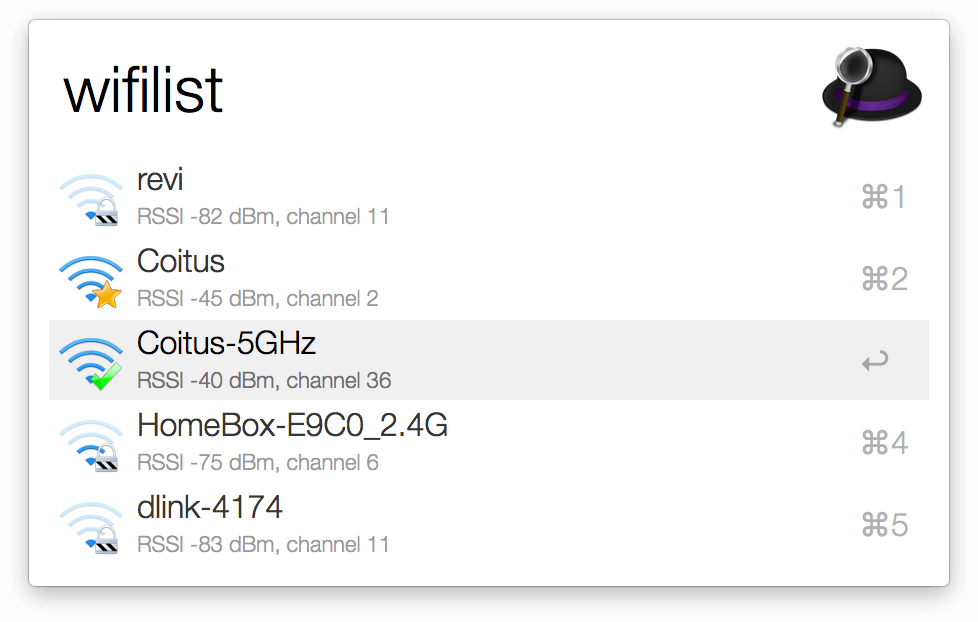 wifilist
revi
RSSI -82 dBm, channel 11
⌘1
Coitus
RSSI -45 dBm, channel 2
⌘2
Coitus-5GHz
RSSI -40 dBm, channel 36
↩
HomeBox-E9C0_2.4G
RSSI -75 dBm, channel 6
⌘4
dlink-4174
RSSI -83 dBm, channel 11
⌘5